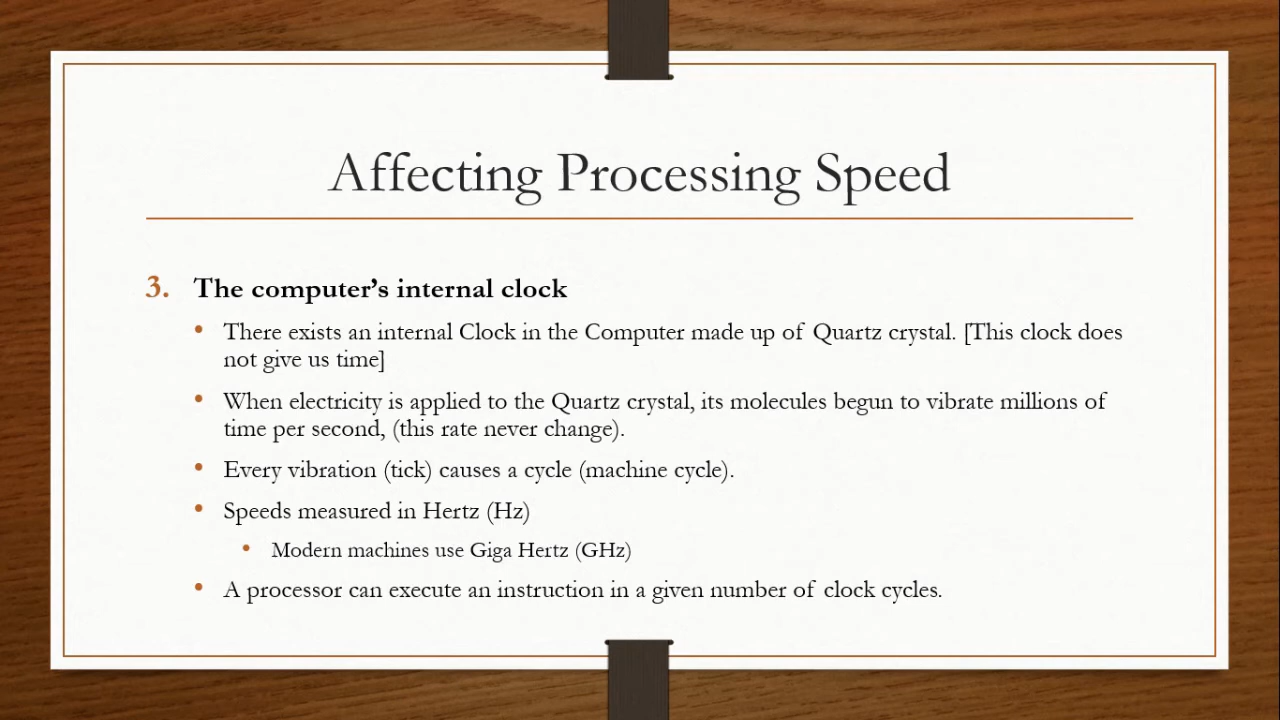 Affecting Processing Speed
3. The computer’s internal clock
• There exists an internal Clock in the Computer made up of Quartz crystal. [This clock does
not give us time]
• When electricity is applied to the Quartz crystal, its molecules begun to vibrate millions of
time per second, (this rate never change).
• Every vibration (tick) causes a cycle (machine cycle).
• Speeds measured in Hertz (Hz)
• Modern machines use Giga Hertz (GHz)
• A processor can execute an instruction in a given number of clock cycles.